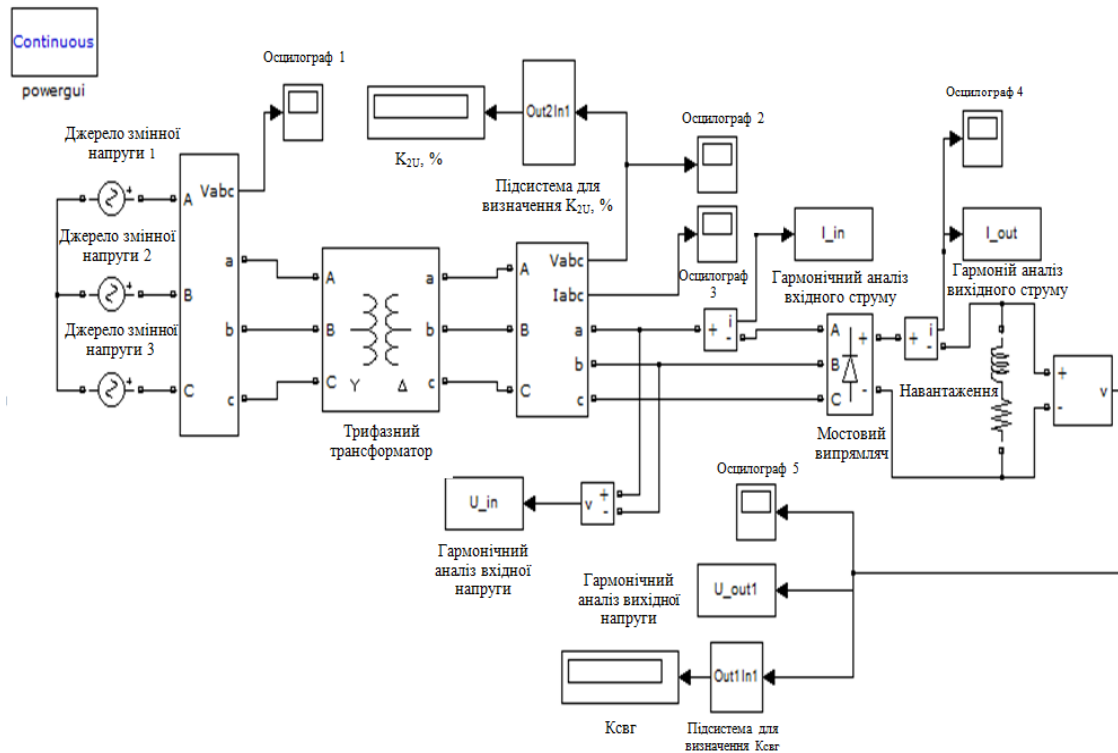 Continuous
powergui
Джерело змінної
напруги 1
Джерело змінної
напруги 2
Джерело змінної
напруги 3
A
B
C
Vabc
a
b
c
Осцилограф 1
K2U, %
Out2
In1
Підсистема для
визначення K2U, %
Осцилограф 2
Осцилограф
3
A
B
C
Y
Δ
a
b
c
Трифазний
трансформатор
A
B
C
Vabc
Iabc
a
b
c
I_in
Гармонічний аналіз
вхідного струму
+
i
-
A
B
C
+
-
Мостовий
випрямляч
Осцилограф 4
I_out
Гармоній аналіз
вихідного струму
+
i
-
Навантаження
+
-
v
U_in
v
+
-
Гармонічний
аналіз вхідної
напруги
Осцилограф 5
U_out1
Гармонічний
аналіз вихідної
напруги
Out1
In1
Ксвг
Підсистема для
визначення Ксвг